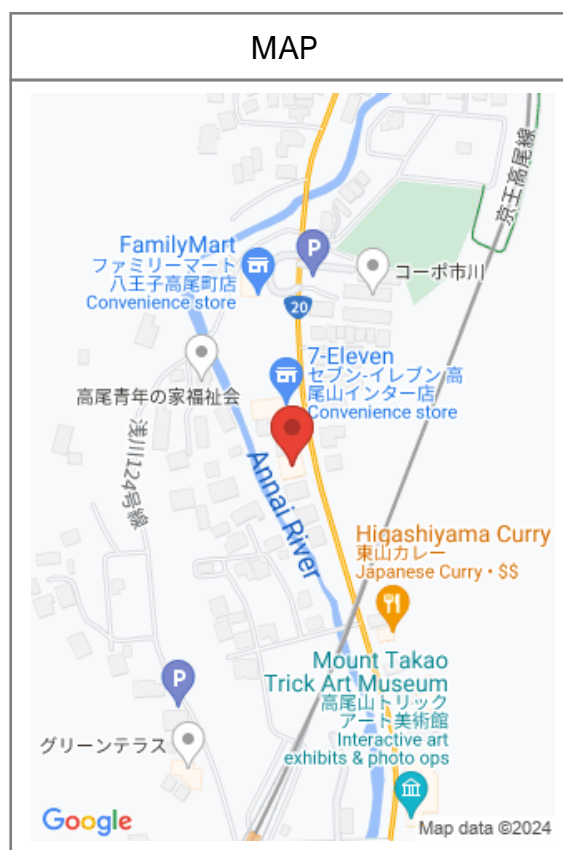 MAP
京王高尾線
FamilyMart
ファミリーマート
八王子高尾町店
Convenience store
P
コーポ市川
20
7-Eleven
セブン-イレブン 高
尾山インター店
Convenience store
高尾青年の家福祉会
浅川124号線
Annai River
Higashiyama Curry
東山カレー
Japanese Curry • $$
Mount Takao
Trick Art Museum
高尾山トリック
アート美術館
Interactive art
exhibits & photo ops
P
グリーンテラス
Google
Map data ©2024